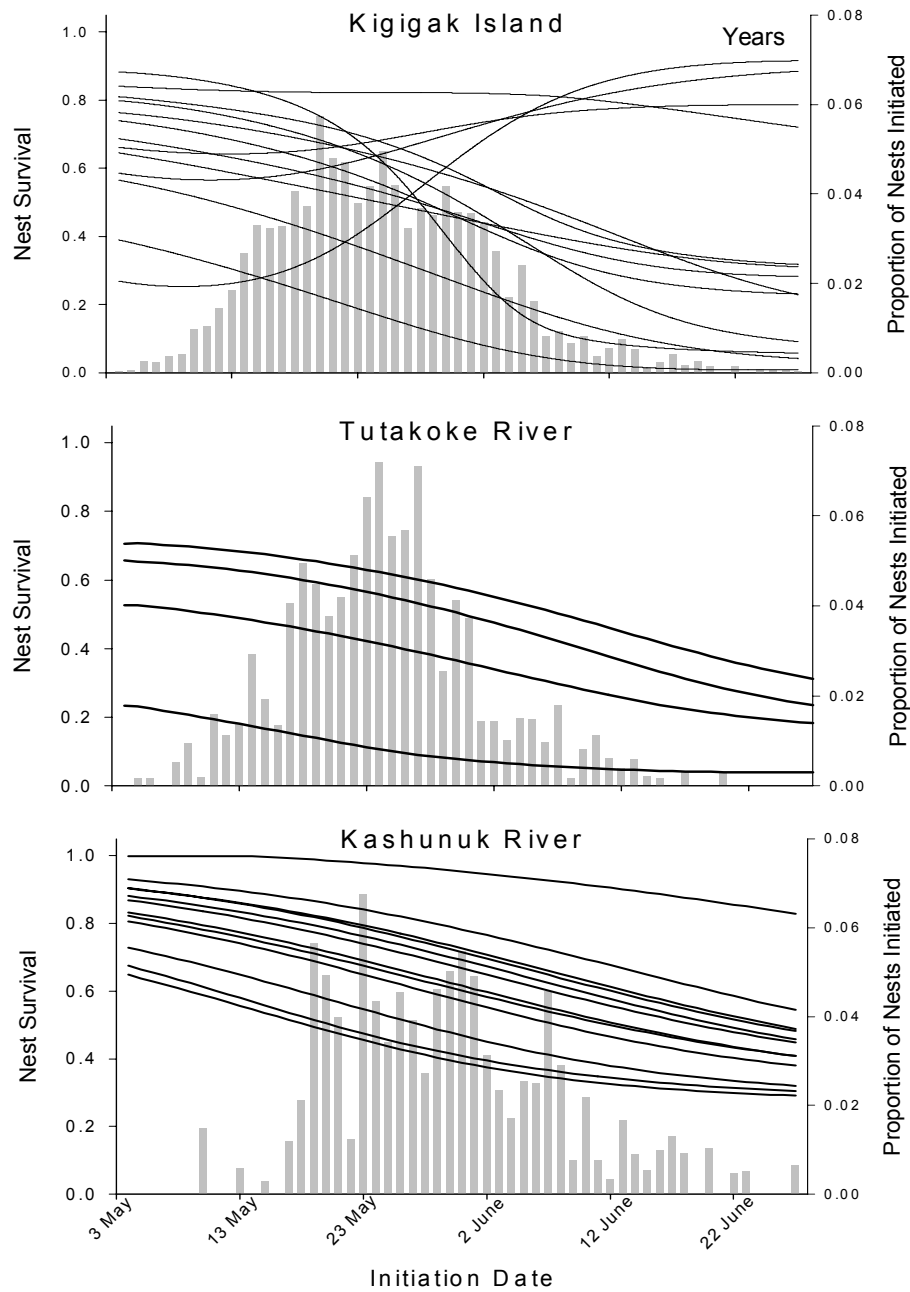 Kigigak Island
Years
1.0
0.8
0.6
0.4
0.2
0.0
Nest Survival
0.08
0.06
0.04
0.02
0.00
Proportion of Nests Initiated
Tutakoke River
1.0
0.8
0.6
0.4
0.2
0.0
Nest Survival
0.08
0.06
0.04
0.02
0.00
Proportion of Nests Initiated
Kashunuk River
1.0
0.8
0.6
0.4
0.2
0.0
Nest Survival
0.08
0.06
0.04
0.02
0.00
Proportion of Nests Initiated
3 May
13 May
23 May
2 June
12 June
22 June
Initiation Date